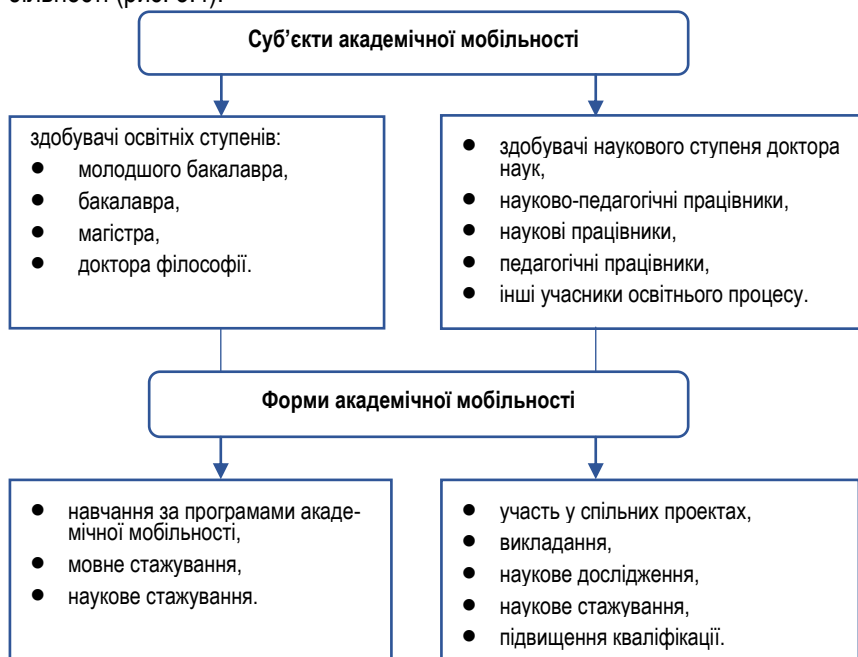 Суб’єкти академічної мобільності
здобувачі освітніх ступенів:
● молодшого бакалавра,
● бакалавра,
● магістра,
● доктора філософії.
● здобувачі наукового ступеня доктора
наук,
● науково-педагогічні працівники,
● наукові працівники,
● педагогічні працівники,
● інші учасники освітнього процесу.
Форми академічної мобільності
● навчання за програмами акаде-
мічної мобільності,
● мовне стажування,
● наукове стажування.
● участь у спільних проектах,
● викладання,
● наукове дослідження,
● наукове стажування,
● підвищення кваліфікації.